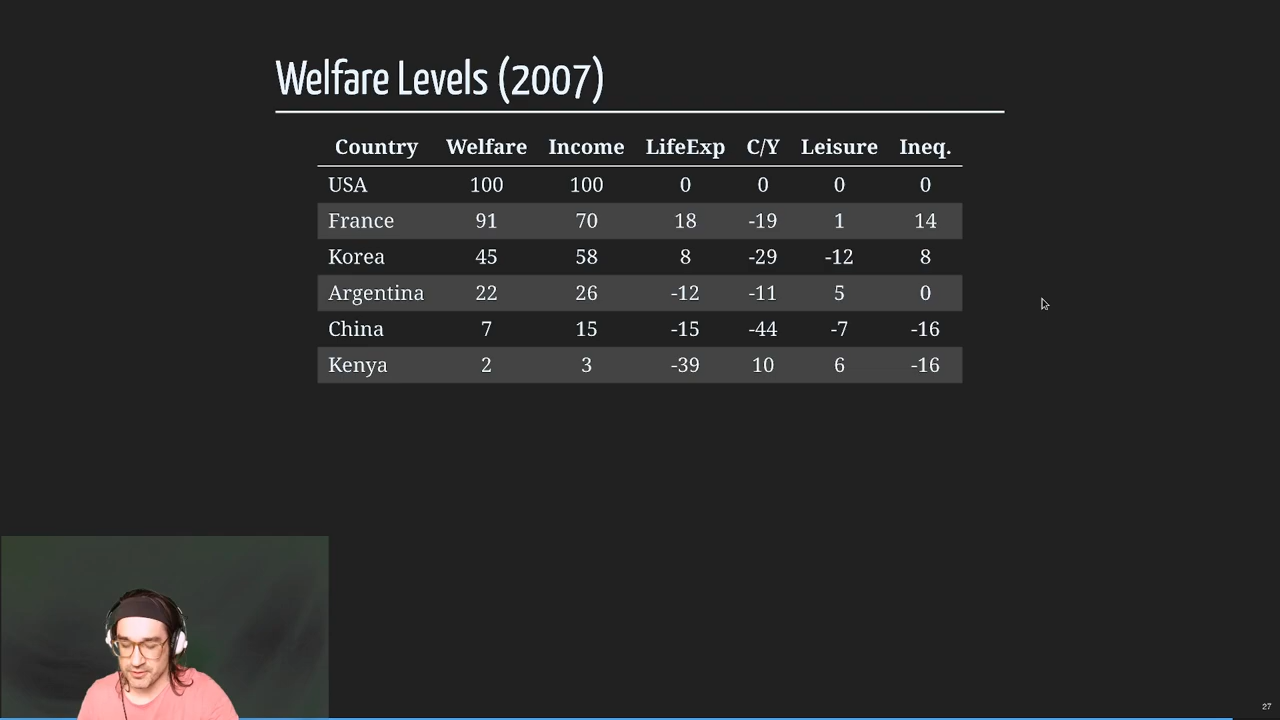 Welfare Levels (2007)
Country Welfare Income LifeExp C/Y Leisure Ineq.
USA 100 100 0 0 0 0
France 91 70 18 -19 1 14
Korea 45 58 8 -29 -12 8
Argentina 22 26 -12 -11 5 0
China 7 15 -15 -44 -7 -16
Kenya 2 3 -39 10 6 -16
27